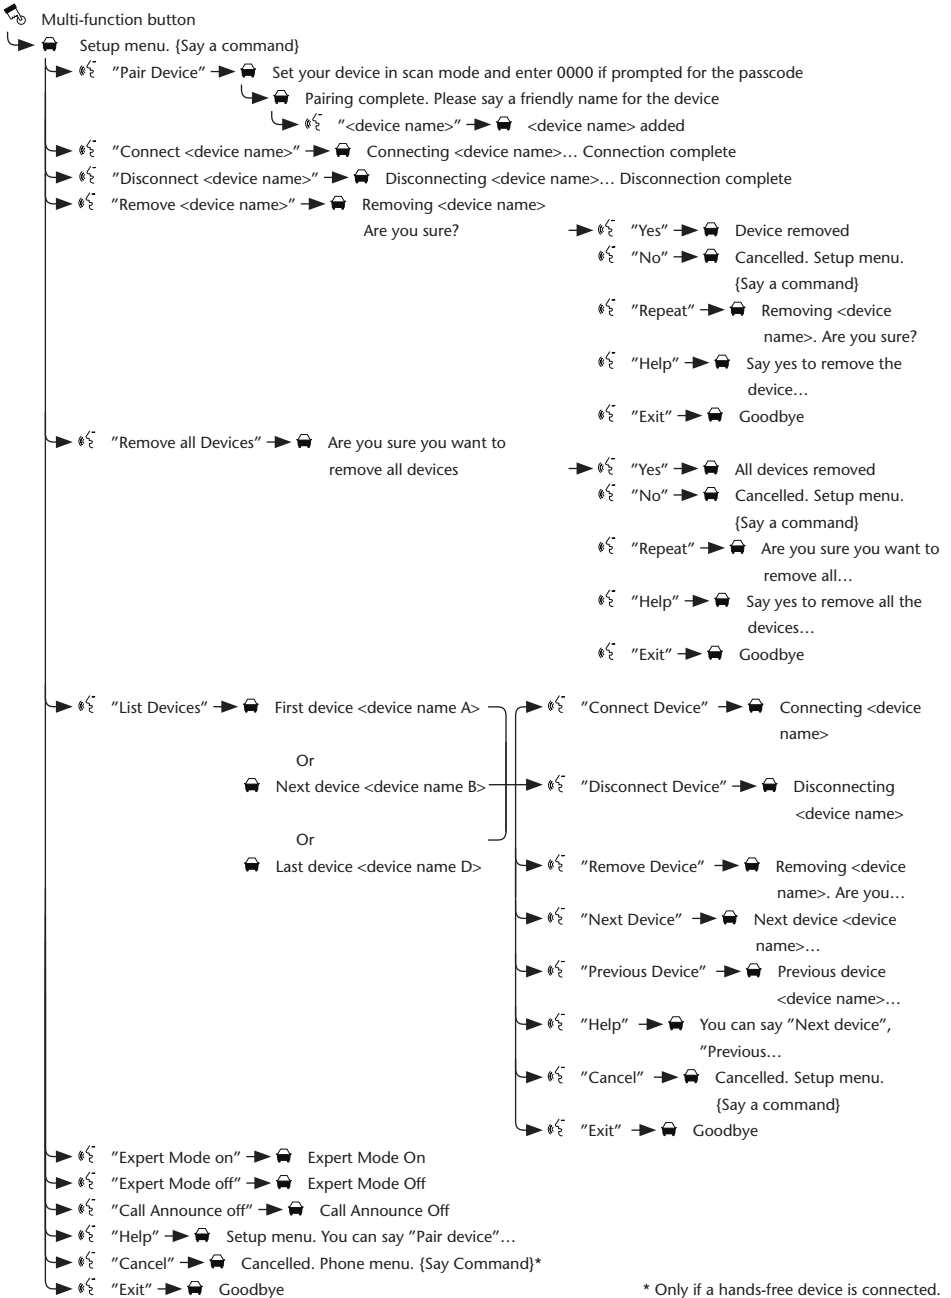 Multi-function button
Setup menu. {Say a command}
"Pair Device" Set your device in scan mode and enter 0000 if prompted for the passcode
Pairing complete. Please say a friendly name for the device
"<device name>" <device name> added
"Connect <device name>" Connecting <device name>… Connection complete
"Disconnect <device name>" Disconnecting <device name>… Disconnection complete
"Remove <device name>" Removing <device name>
Are you sure? "Yes" Device removed
"No" Cancelled. Setup menu.
{Say a command}
"Repeat" Removing <device
name>. Are you sure?
"Help" Say yes to remove the
device…
"Exit" Goodbye
"Remove all Devices" Are you sure you want to
remove all devices "Yes" All devices removed
"No" Cancelled. Setup menu.
{Say a command}
"Repeat" Are you sure you want to
remove all…
"Help" Say yes to remove all the
devices…
"Exit" Goodbye
"List Devices" First device <device name A> "Connect Device" Connecting <device
name>
Or
Next device <device name B> "Disconnect Device" Disconnecting
<device name>
Or
Last device <device name D> "Remove Device" Removing <device
name>. Are you…
"Next Device" Next device <device
name>…
"Previous Device" Previous device
<device name>…
"Help" You can say "Next device",
"Previous…
"Cancel" Cancelled. Setup menu.
{Say a command}
"Exit" Goodbye
"Expert Mode on" Expert Mode On
"Expert Mode off" Expert Mode Off
"Call Announce off" Call Announce Off
"Help" Setup menu. You can say "Pair device"…
"Cancel" Cancelled. Phone menu. {Say Command}*
"Exit" Goodbye * Only if a hands-free device is connected.